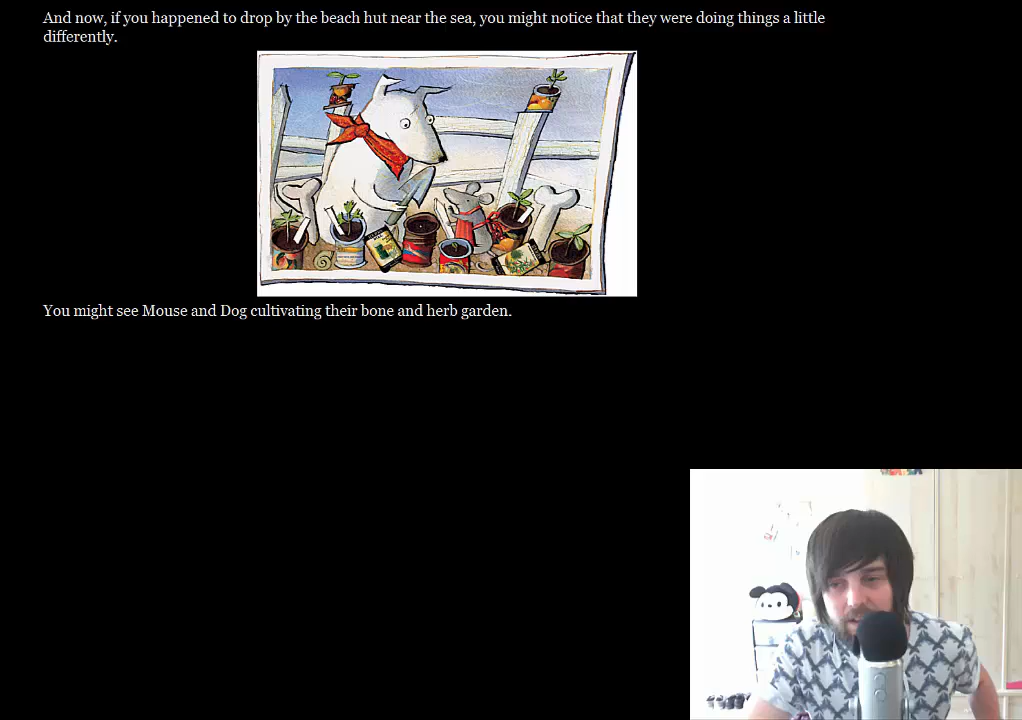 And now, if you happened to drop by the beach hut near the sea, you might notice that they were doing things a little
differently.
You might see Mouse and Dog cultivating their bone and herb garden.